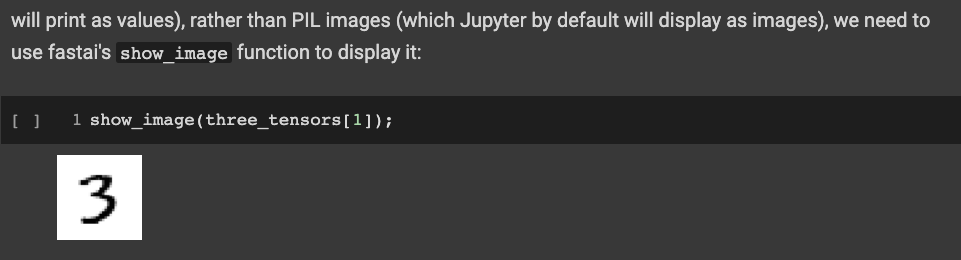 will print as values), rather than PIL images (which Jupyter by default will display as images), we need to
use fastai's show_image function to display it:
[ ] 1 show_image(three_tensors[1]);
3